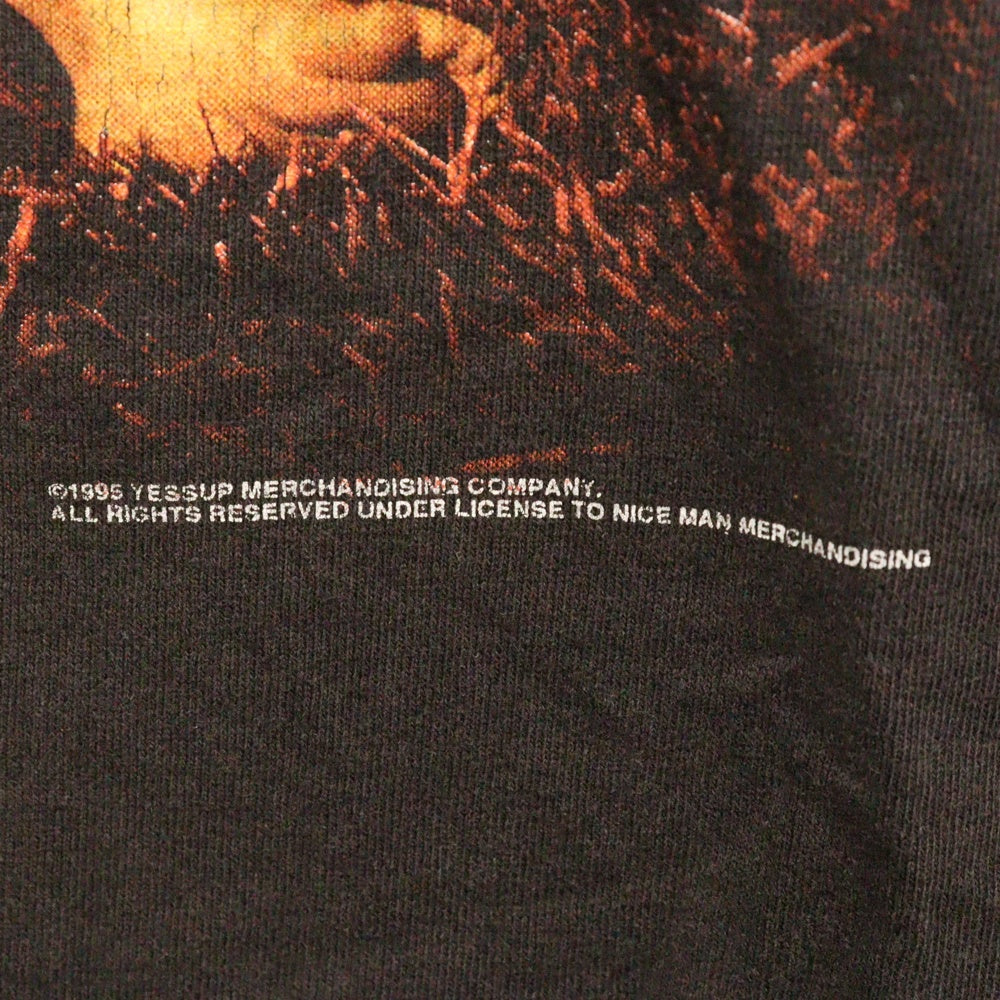 ©1995 YESSUP MERCHANDISING COMPANY.
ALL RIGHTS RESERVED UNDER LICENSE TO NICE MAN MERCHANDISING